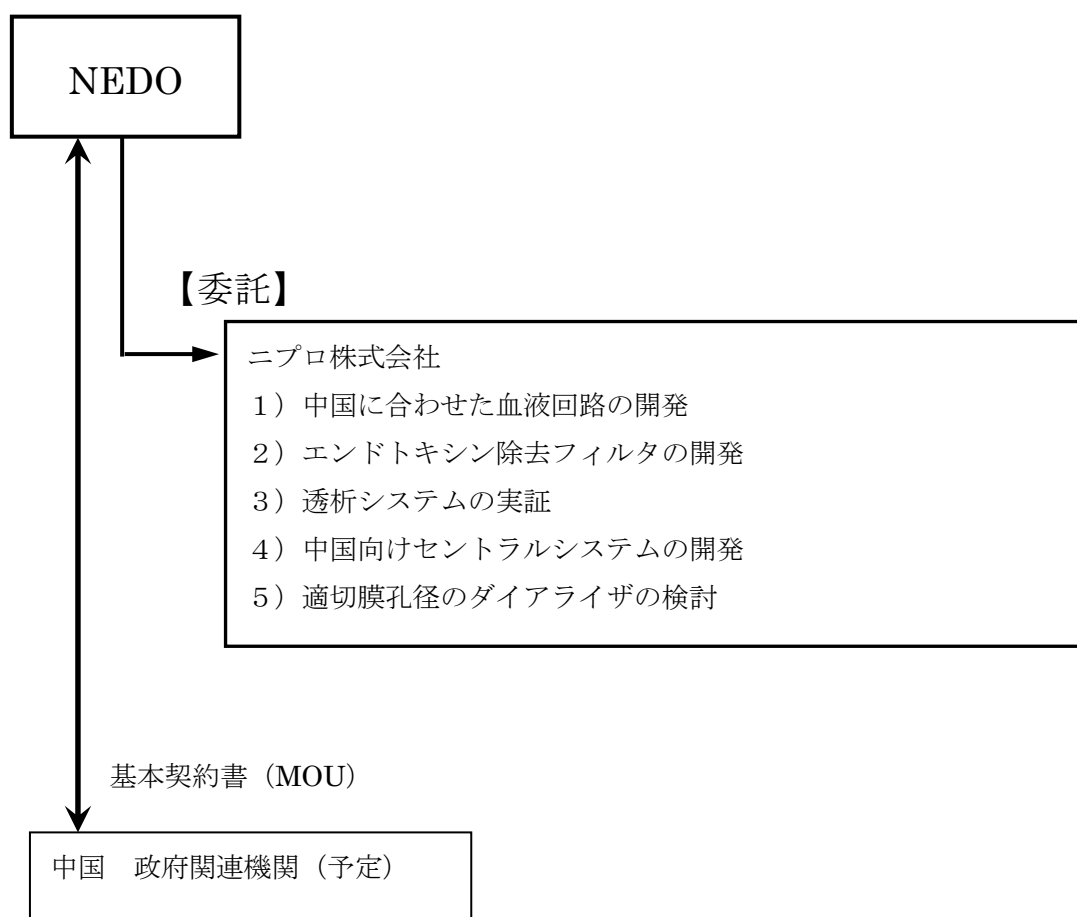 NEDO
【委託】
ニプロ株式会社
１）中国に合わせた血液回路の開発
２）エンドトキシン除去フィルタの開発
３）透析システムの実証
４）中国向けセントラルシステムの開発
５）適切膜孔径のダイアライザの検討
基本契約書（MOU）
中国　政府関連機関（予定）